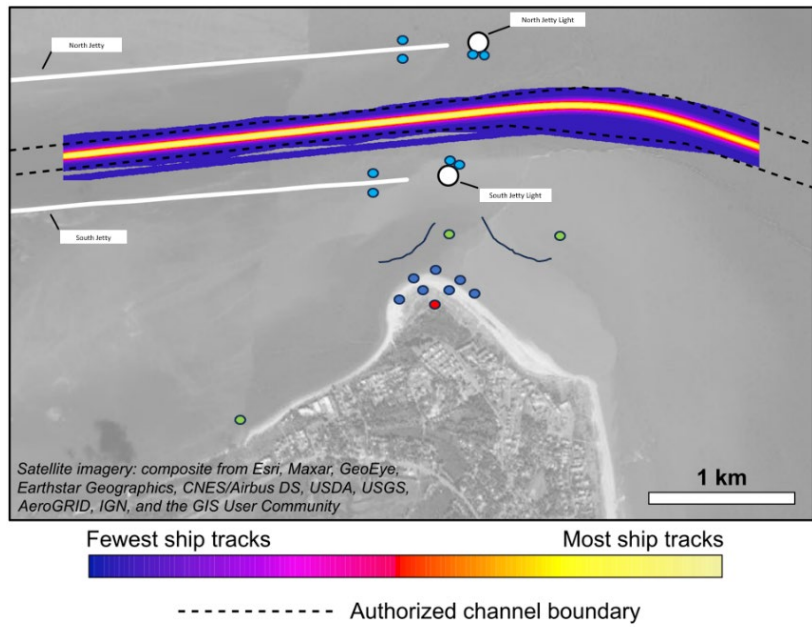 North Jetty Light
North Jetty
South Jetty Light
South Jetty
Satellite imagery: composite from Esri, Maxar, GeoEye,
Earthstar Geographics, CNES/Airbus DS, USDA, USGS,
AeroGRID, IGN, and the GIS User Community
1 km
Fewest ship tracks
Most ship tracks
Authorized channel boundary